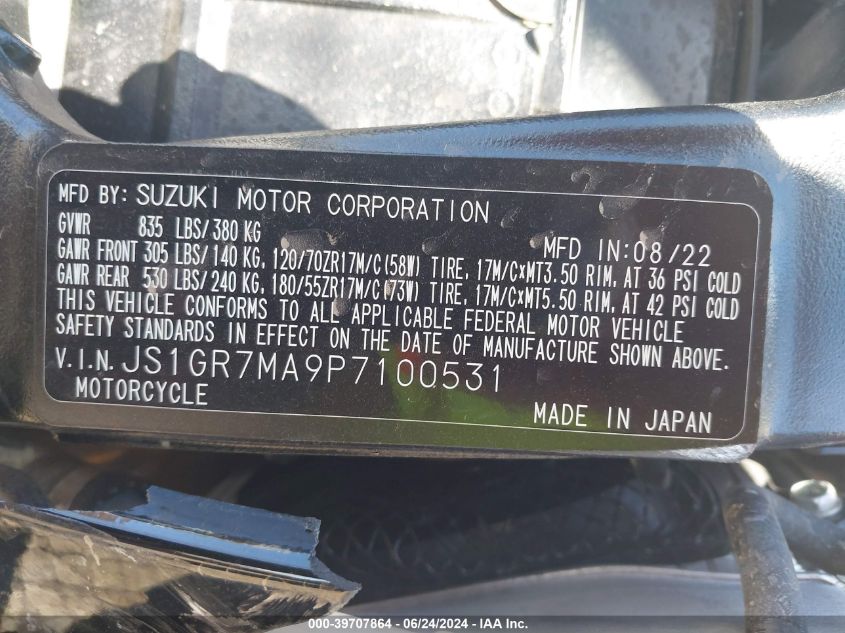 MFD BY: SUZUKI MOTOR CORPORATION
GVWR 835 LBS/380 KG
MFD IN:08/22
GAWR FRONT 305 LBS/140 KG, 120/70ZR17M/C(58W) TIRE, 17M/C×MT3.50 RIM, AT 36 PSI COLD
GAWR REAR 530 LBS/240 KG, 180/55ZR17M/C(73W) TIRE, 17M/C×MT5.50 RIM, AT 42 PSI COLD
THIS VEHICLE CONFORMS TO ALL APPLICABLE FEDERAL MOTOR VEHICLE
SAFETY STANDARDS IN EFFECT ON THE DATE OF MANUFACTURE SHOWN ABOVE.
V.I.N. JS1GR7MA9P7100531
MOTORCYCLE
MADE IN JAPAN
000-39707864 - 06/24/2024 - IAA Inc.